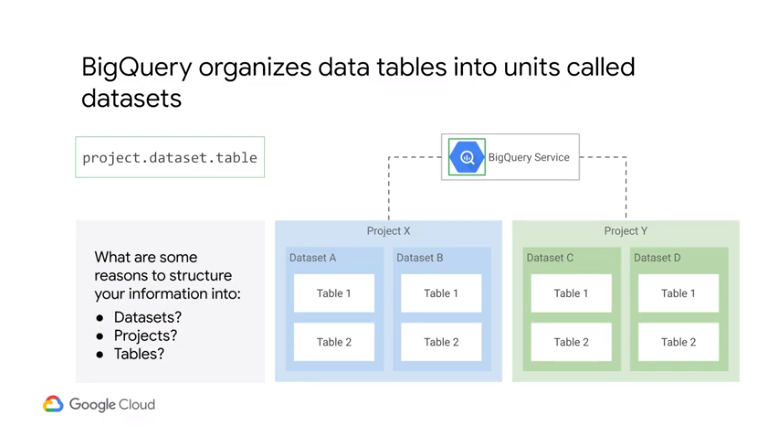 BigQuery organizes data tables into units called
datasets
project.dataset.table
BigQuery Service
What are some
reasons to structure
your information into:
● Datasets?
● Projects?
● Tables?
Project X
Dataset A
Table 1
Table 2
Dataset B
Table 1
Table 2
Project Y
Dataset C
Table 1
Table 2
Dataset D
Table 1
Table 2
Google Cloud